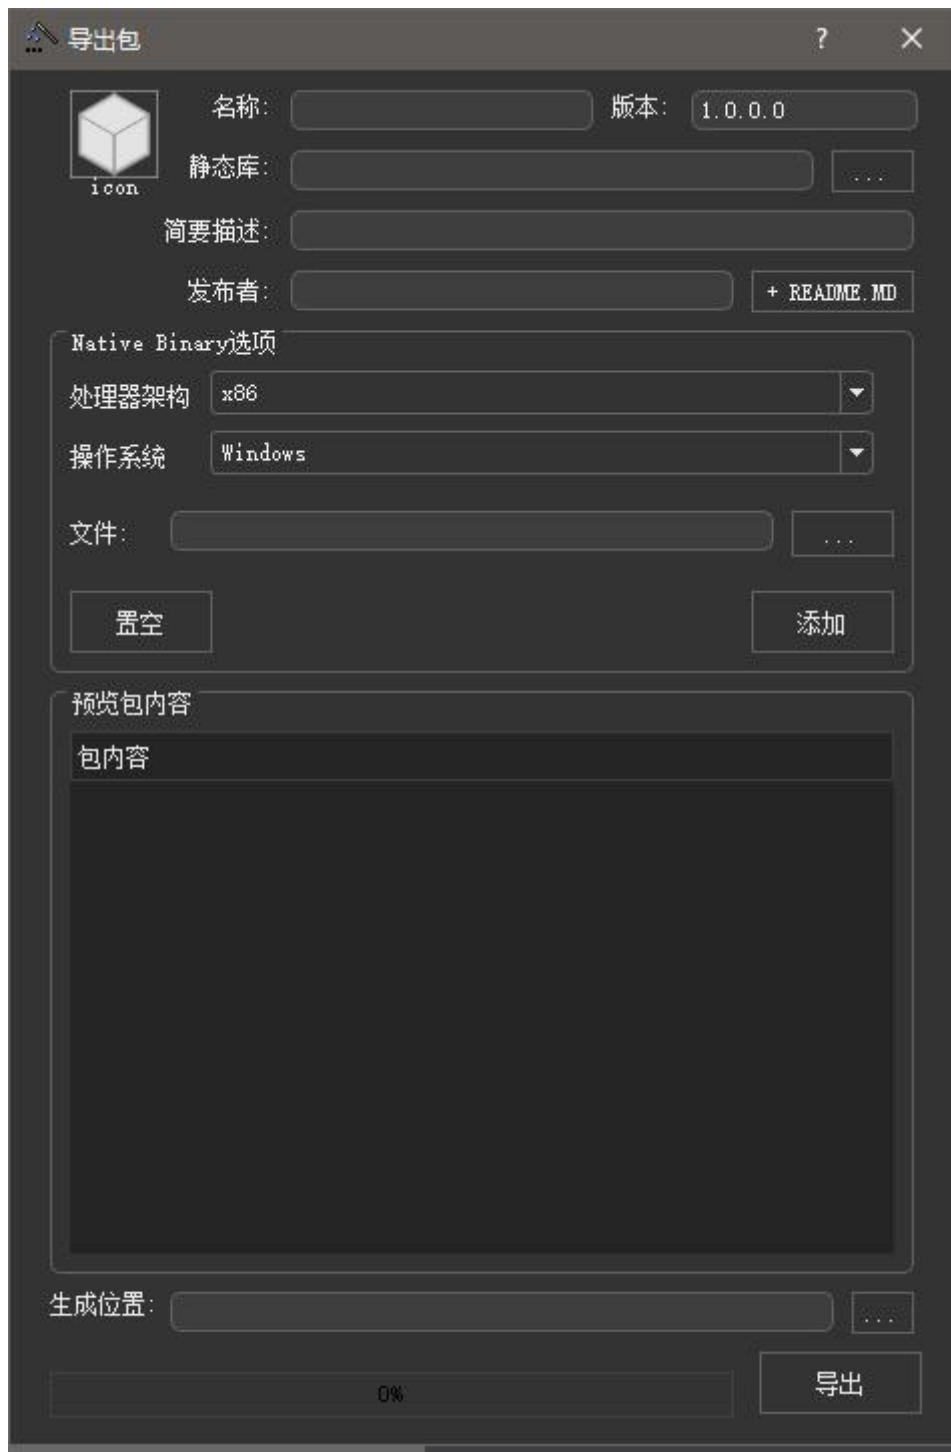 导出包 ? ×
名称: 版本: 1.0.0.0
icon
静态库: ...
简要描述:
发布者: + README.MD
Native Binary选项
处理器架构 x86
操作系统 Windows
文件: ...
置空 添加
预览包内容
包内容
生成位置: ...
0% 导出